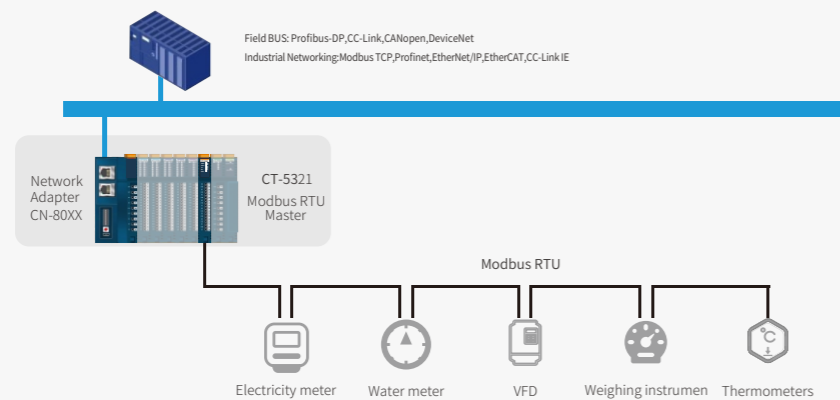 Field BUS: Profibus-DP,CC-Link,CANopen,DeviceNet
Industrial Networking:Modbus TCP,Profinet,EtherNet/IP,EtherCAT,CC-Link IE
Network
Adapter
CN-80XX
CT-5321
Modbus RTU
Master
Modbus RTU
°C
Electricity meter
Water meter
VFD
Weighing instrumen
Thermometers